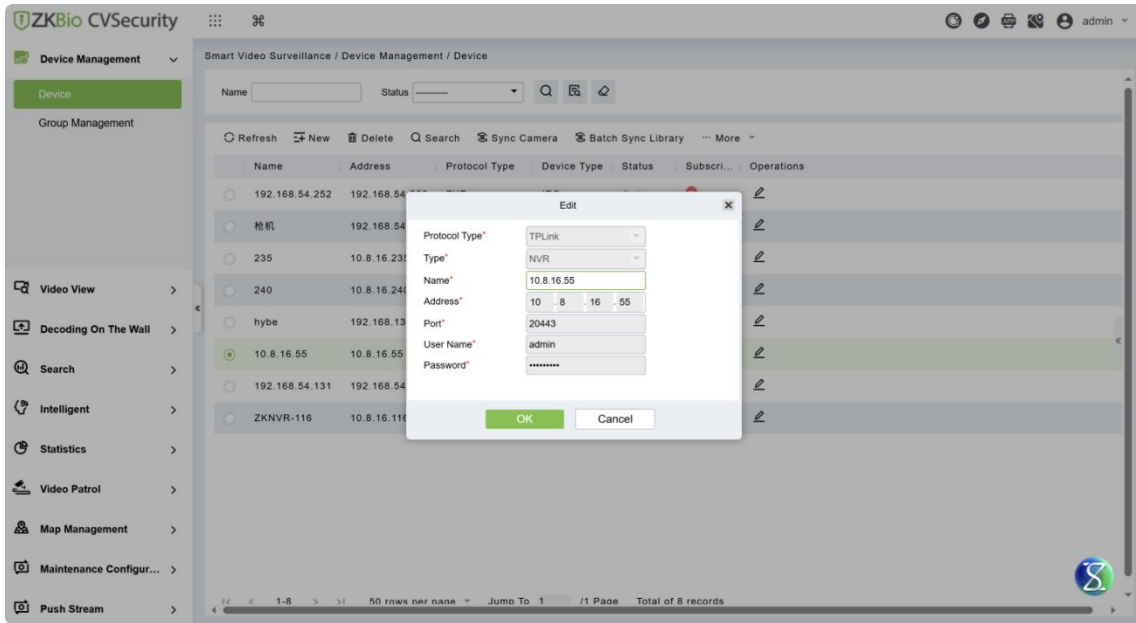 ZKBio CVSecurity
admin
Device Management
Device
Group Management
Video View
Decoding On The Wall
Search
Intelligent
Statistics
Video Patrol
Map Management
Maintenance Configur...
Push Stream
Smart Video Surveillance / Device Management / Device
Name Status ----------
Refresh New Delete Search Sync Camera Batch Sync Library ··· More
Name Address Protocol Type Device Type Status Subscri... Operations
192.168.54.252 192.168.54
枪机 192.168.54
235 10.8.16.235
240 10.8.16.240
hybe 192.168.13
10.8.16.55 10.8.16.55
192.168.54.131 192.168.54
ZKNVR-116 10.8.16.116
Edit
Protocol Type* TPLink
Type* NVR
Name* 10.8.16.55
Address* 10 . 8 . 16 . 55
Port* 20443
User Name* admin
Password* •••••••••
OK Cancel
1-8 50 rows per page Jump To 1 /1 Page Total of 8 records